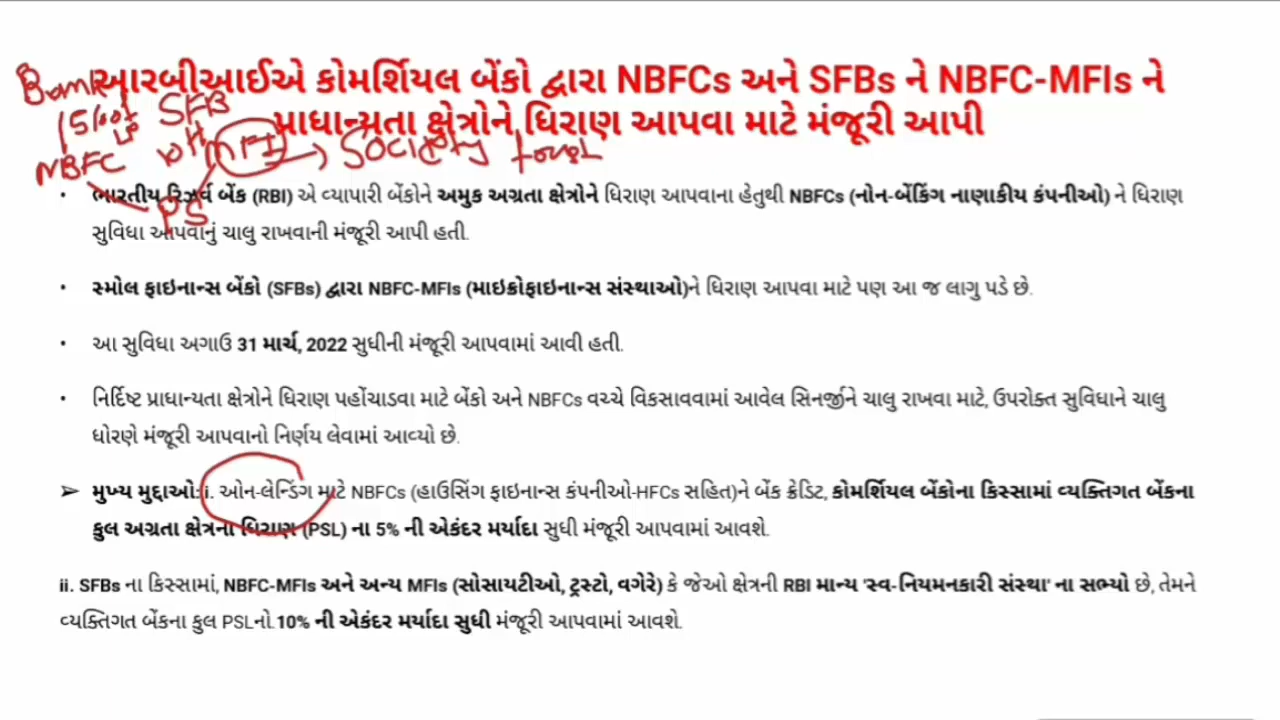 આરબીઆઈએ કોમર્શિયલ બેંકો દ્વારા NBFCs અને SFBs ને NBFC-MFIs ને
પ્રાધાન્યતા ક્ષેત્રોને ધિરાણ આપવા માટે મંજૂરી આપી
Bank
SFB
NBFC
MFI → Society
PS
• ભારતીય રિઝર્વ બેંક (RBI) એ વ્યાપારી બેંકોને અમુક અગ્રતા ક્ષેત્રોને ધિરાણ આપવાના હેતુથી NBFCs (નોન-બેંકિંગ નાણાકીય કંપનીઓ) ને ધિરાણ
સુવિધા આપવાનું ચાલુ રાખવાની મંજૂરી આપી હતી.
• સ્મોલ ફાઇનાન્સ બેંકો (SFBs) દ્વારા NBFC-MFIs (માઇક્રોફાઇનાન્સ સંસ્થાઓ)ને ધિરાણ આપવા માટે પણ આ જ લાગુ પડે છે.
• આ સુવિધા અગાઉ 31 માર્ચ, 2022 સુધીની મંજૂરી આપવામાં આવી હતી.
• નિર્દિષ્ટ પ્રાધાન્યતા ક્ષેત્રોને ધિરાણ પહોંચાડવા માટે બેંકો અને NBFCs વચ્ચે વિકસાવવામાં આવેલ સિનર્જીને ચાલુ રાખવા માટે, ઉપરોક્ત સુવિધાને ચાલુ
ધોરણે મંજૂરી આપવાનો નિર્ણય લેવામાં આવ્યો છે.
➢ મુખ્ય મુદ્દાઓ: i. ઓન-લેન્ડિંગ માટે NBFCs (હાઉસિંગ ફાઇનાન્સ કંપનીઓ-HFCs સહિત)ને બેંક ક્રેડિટ, કોમર્શિયલ બેંકોના કિસ્સામાં વ્યક્તિગત બેંકના
કુલ અગ્રતા ક્ષેત્રના ધિરાણ (PSL) ના 5% ની એકંદર મર્યાદા સુધી મંજૂરી આપવામાં આવશે.
ii. SFBs ના કિસ્સામાં, NBFC-MFIs અને અન્ય MFIs (સોસાયટીઓ, ટ્રસ્ટો, વગેરે) કે જેઓ ક્ષેત્રની RBI માન્ય 'સ્વ-નિયમનકારી સંસ્થા' ના સભ્યો છે, તેમને
વ્યક્તિગત બેંકના કુલ PSLનો.10% ની એકંદર મર્યાદા સુધી મંજૂરી આપવામાં આવશે.